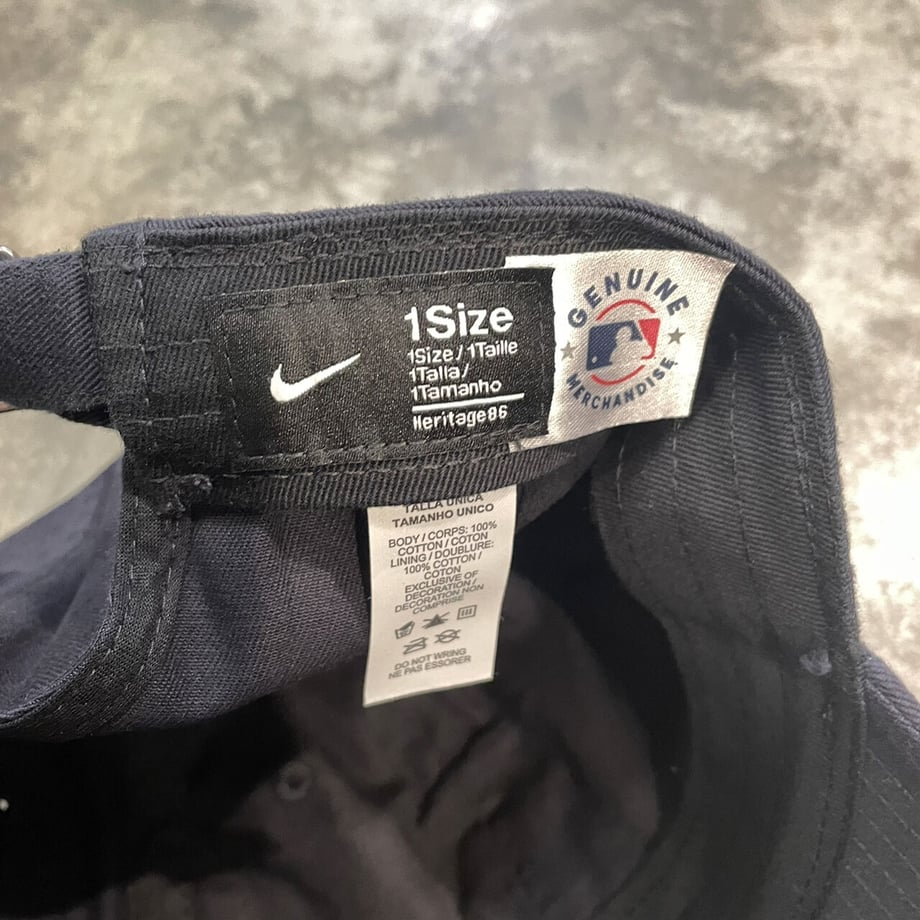 1Size
1Size / 1Taille
1Talla/
1Tamanho
Heritage86
GENUINE
MERCHANDISE
TALLA UNICA
TAMANHO UNICO
BODY / CORPS: 100%
COTTON / COTON
LINING / DOUBLURE:
100% COTTON /
COTON
EXCLUSIVE OF
DECORATION /
DECORATION NON
COMPRISE
DO NOT WRING
NE PAS ESSORER